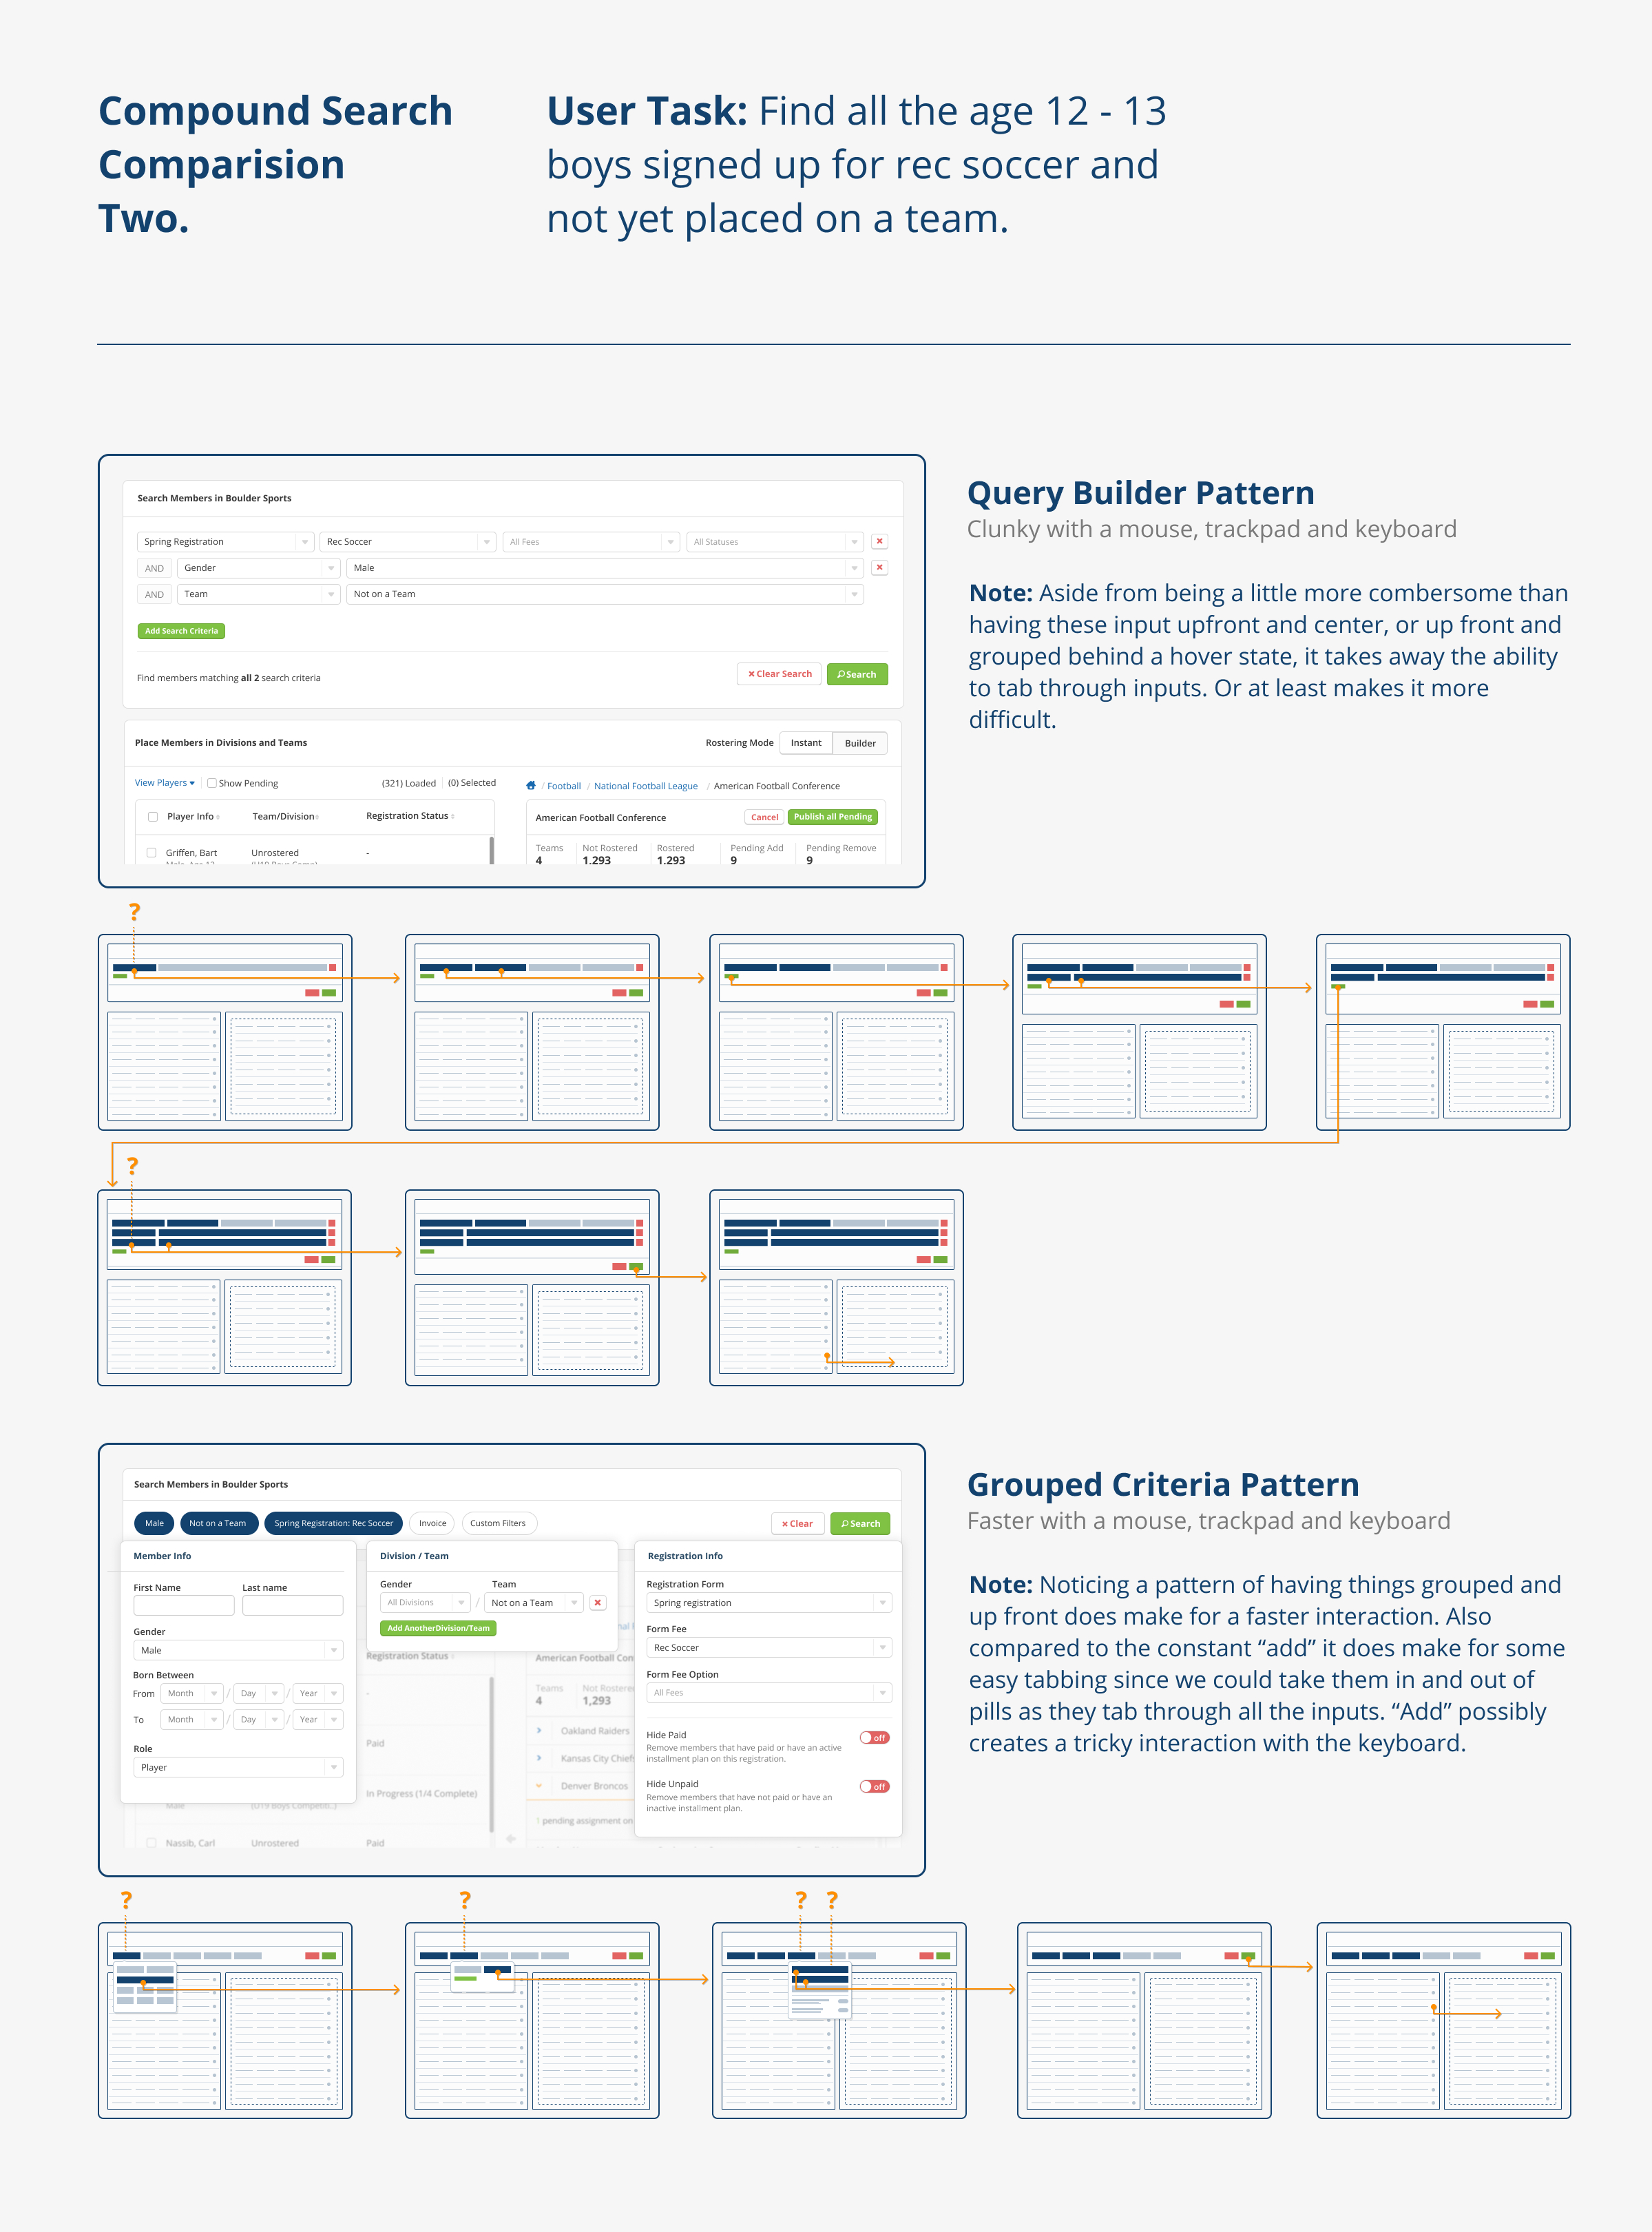 Compound Search
Comparision
Two.
User Task: Find all the age 12 - 13
boys signed up for rec soccer and
not yet placed on a team.
Search Members in Boulder Sports
Spring Registration Rec Soccer All Fees All Statuses
AND Gender Male
AND Team Not on a Team
Add Search Criteria
Find members matching all 2 search criteria
Clear Search Search
Place Members in Divisions and Teams
Rostering Mode Instant Builder
View Players Show Pending (321) Loaded (0) Selected
/ Football / National Football League / American Football Conference
Player Info Team/Division Registration Status
American Football Conference Cancel Publish all Pending
Teams Not Rostered Rostered Pending Add Pending Remove
4 1,293 1,293 9 9
Griffen, Bart Unrostered -
Query Builder Pattern
Clunky with a mouse, trackpad and keyboard
Note: Aside from being a little more combersome than
having these input upfront and center, or up front and
grouped behind a hover state, it takes away the ability
to tab through inputs. Or at least makes it more
difficult.
?
?
Search Members in Boulder Sports
Male Not on a Team Spring Registration: Rec Soccer Invoice Custom Filters Clear Search
Member Info
First Name Last name
Gender
Male
Born Between
From Month / Day / Year
To Month / Day / Year
Role
Player
Division / Team
Gender Team
All Divisions / Not on a Team
Add AnotherDivision/Team
Registration Info
Registration Form
Spring registration
Form Fee
Rec Soccer
Form Fee Option
All Fees
Hide Paid off
Remove members that have paid or have an active
installment plan on this registration.
Hide Unpaid off
Remove members that have not paid or have an
inactive installment plan.
Registration Status
-
Paid
In Progress (1/4 Complete)
Male (U19 Boys Competiti..)
Nassib, Carl Unrostered Paid
American Football Con
Teams Not Rostere
4 1,293
Oakland Raiders
Kansas City Chief
Denver Broncos
1 pending assignment on
Grouped Criteria Pattern
Faster with a mouse, trackpad and keyboard
Note: Noticing a pattern of having things grouped and
up front does make for a faster interaction. Also
compared to the constant “add” it does make for some
easy tabbing since we could take them in and out of
pills as they tab through all the inputs. “Add” possibly
creates a tricky interaction with the keyboard.
? ? ? ?